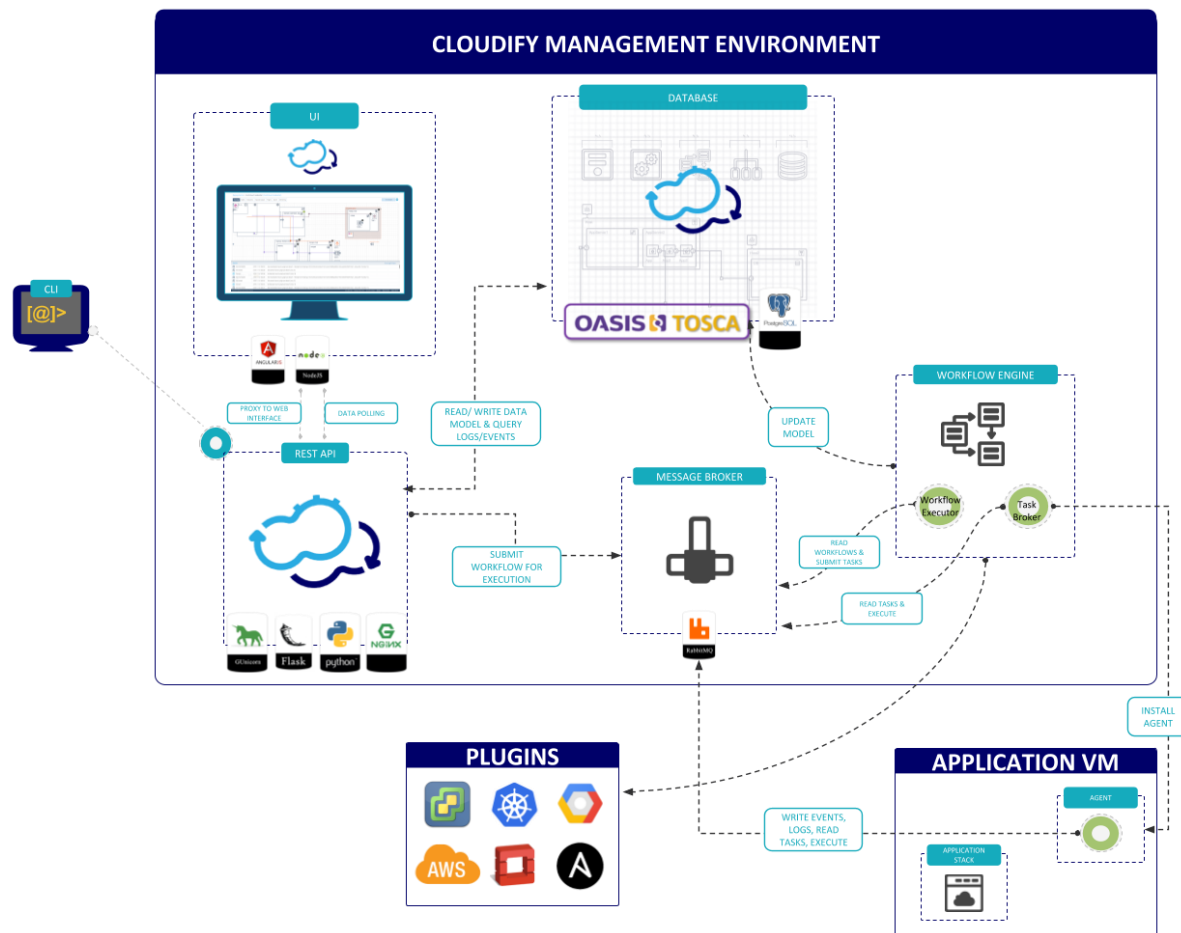 CLOUDIFY MANAGEMENT ENVIRONMENT
UI
DATABASE
CLI
[@]>
OASIS TOSCA
PostgreSQL
ANGULARJS
node
NodeJS
WORKFLOW ENGINE
PROXY TO WEB
INTERFACE
DATA POLLING
READ/ WRITE DATA
MODEL & QUERY
LOGS/EVENTS
UPDATE
MODEL
REST API
MESSAGE BROKER
Workflow
Executor
Task
Broker
SUBMIT
WORKFLOW FOR
EXECUTION
READ
WORKFLOWS &
SUBMIT TASKS
READ TASKS &
EXECUTE
GUnicorn
Flask
python
NGINX
RabbitMQ
INSTALL
AGENT
PLUGINS
AWS
APPLICATION VM
AGENT
WRITE EVENTS,
LOGS, READ
TASKS, EXECUTE
APPLICATION
STACK